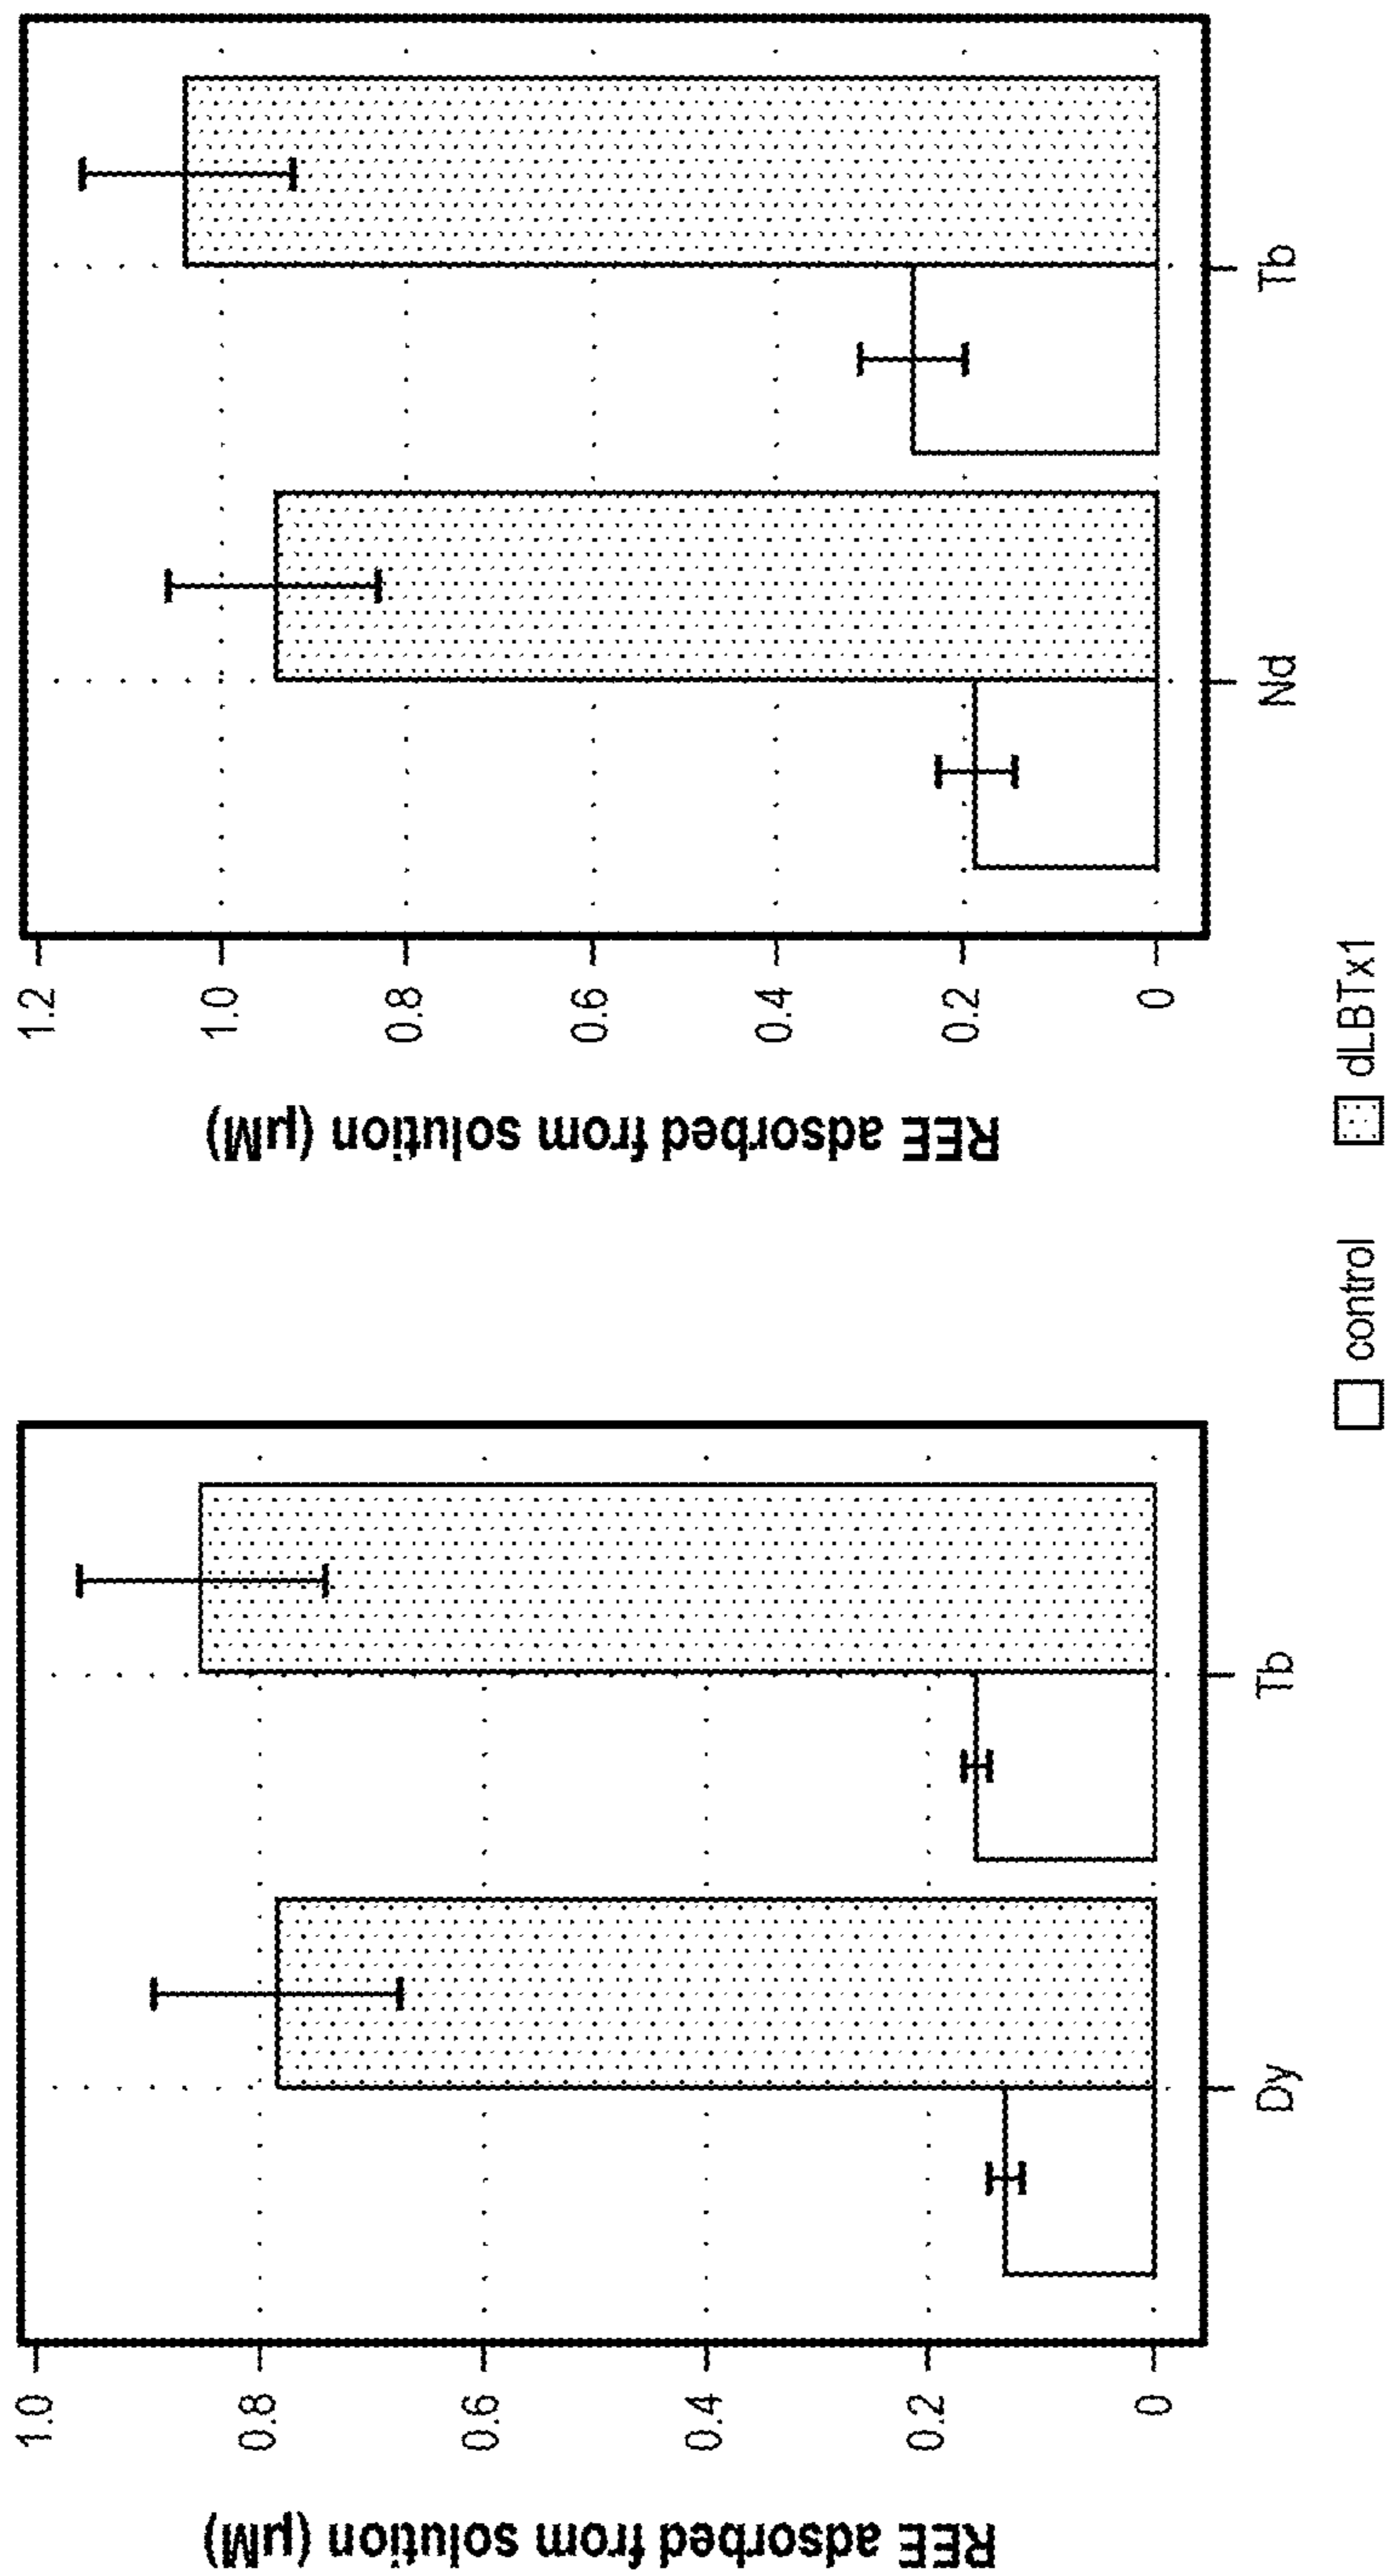 REE adsorbed from solution (µM)
1.0
0.8
0.6
0.4
0.2
0
Dy
Tb
REE adsorbed from solution (µM)
1.2
1.0
0.8
0.6
0.4
0.2
0
Nd
Tb
control
dLBTx1